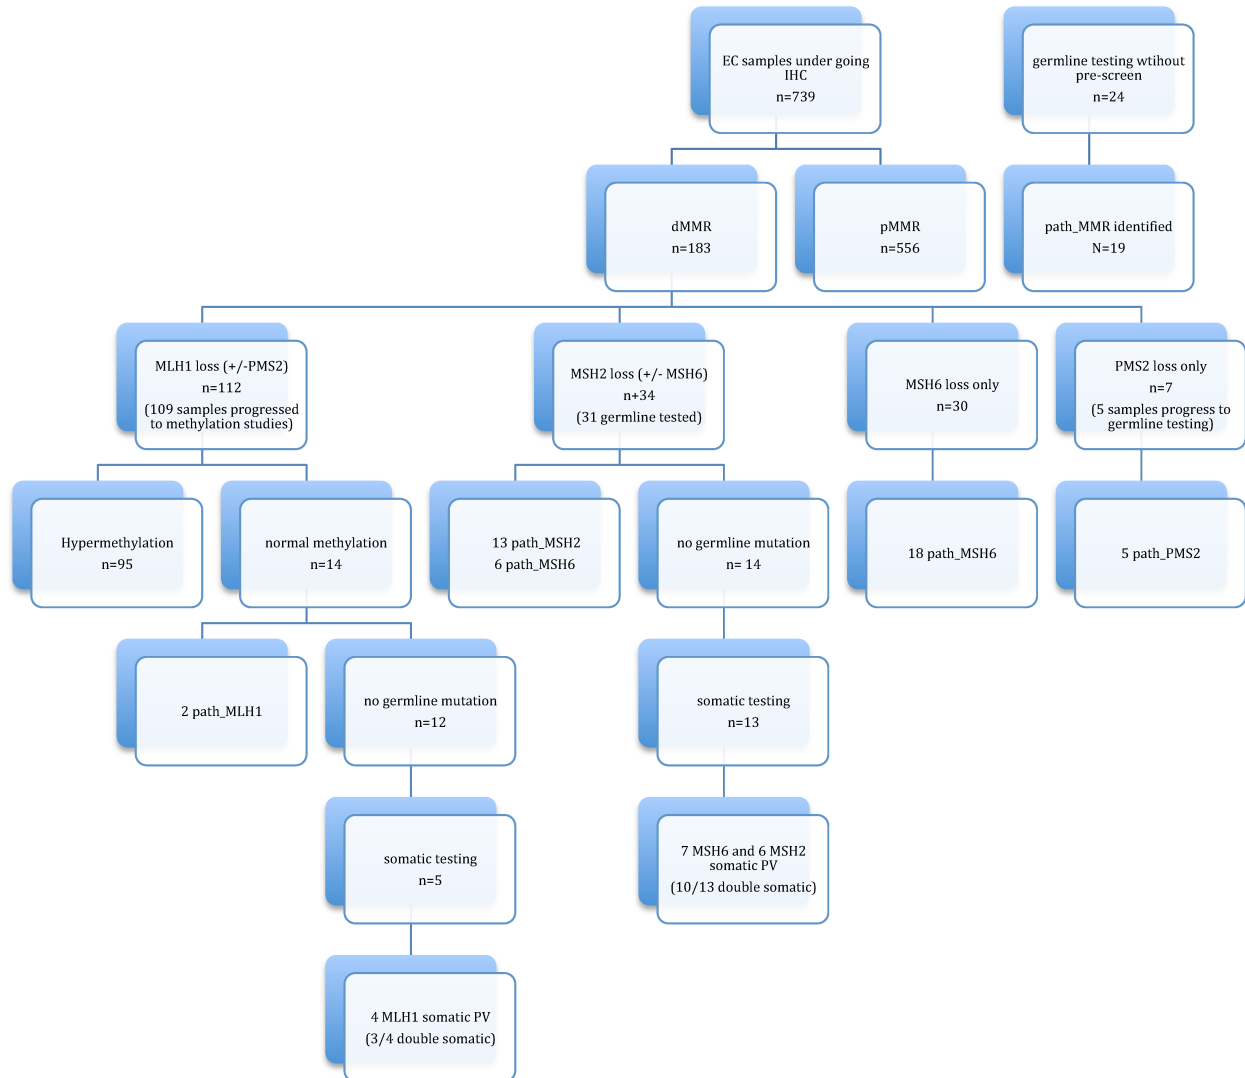 EC samples under going
IHC
n=739
germline testing wtihout
pre-screen
n=24
dMMR
n=183
pMMR
n=556
path_MMR identified
N=19
MLH1 loss (+/-PMS2)
n=112
(109 samples progressed
to methylation studies)
MSH2 loss (+/- MSH6)
n+34
(31 germline tested)
MSH6 loss only
n=30
PMS2 loss only
n=7
(5 samples progress to
germline testing)
Hypermethylation
n=95
normal methylation
n=14
13 path_MSH2
6 path_MSH6
no germline mutation
n= 14
18 path_MSH6
5 path_PMS2
2 path_MLH1
no germline mutation
n=12
somatic testing
n=13
somatic testing
n=5
7 MSH6 and 6 MSH2
somatic PV
(10/13 double somatic)
4 MLH1 somatic PV
(3/4 double somatic)